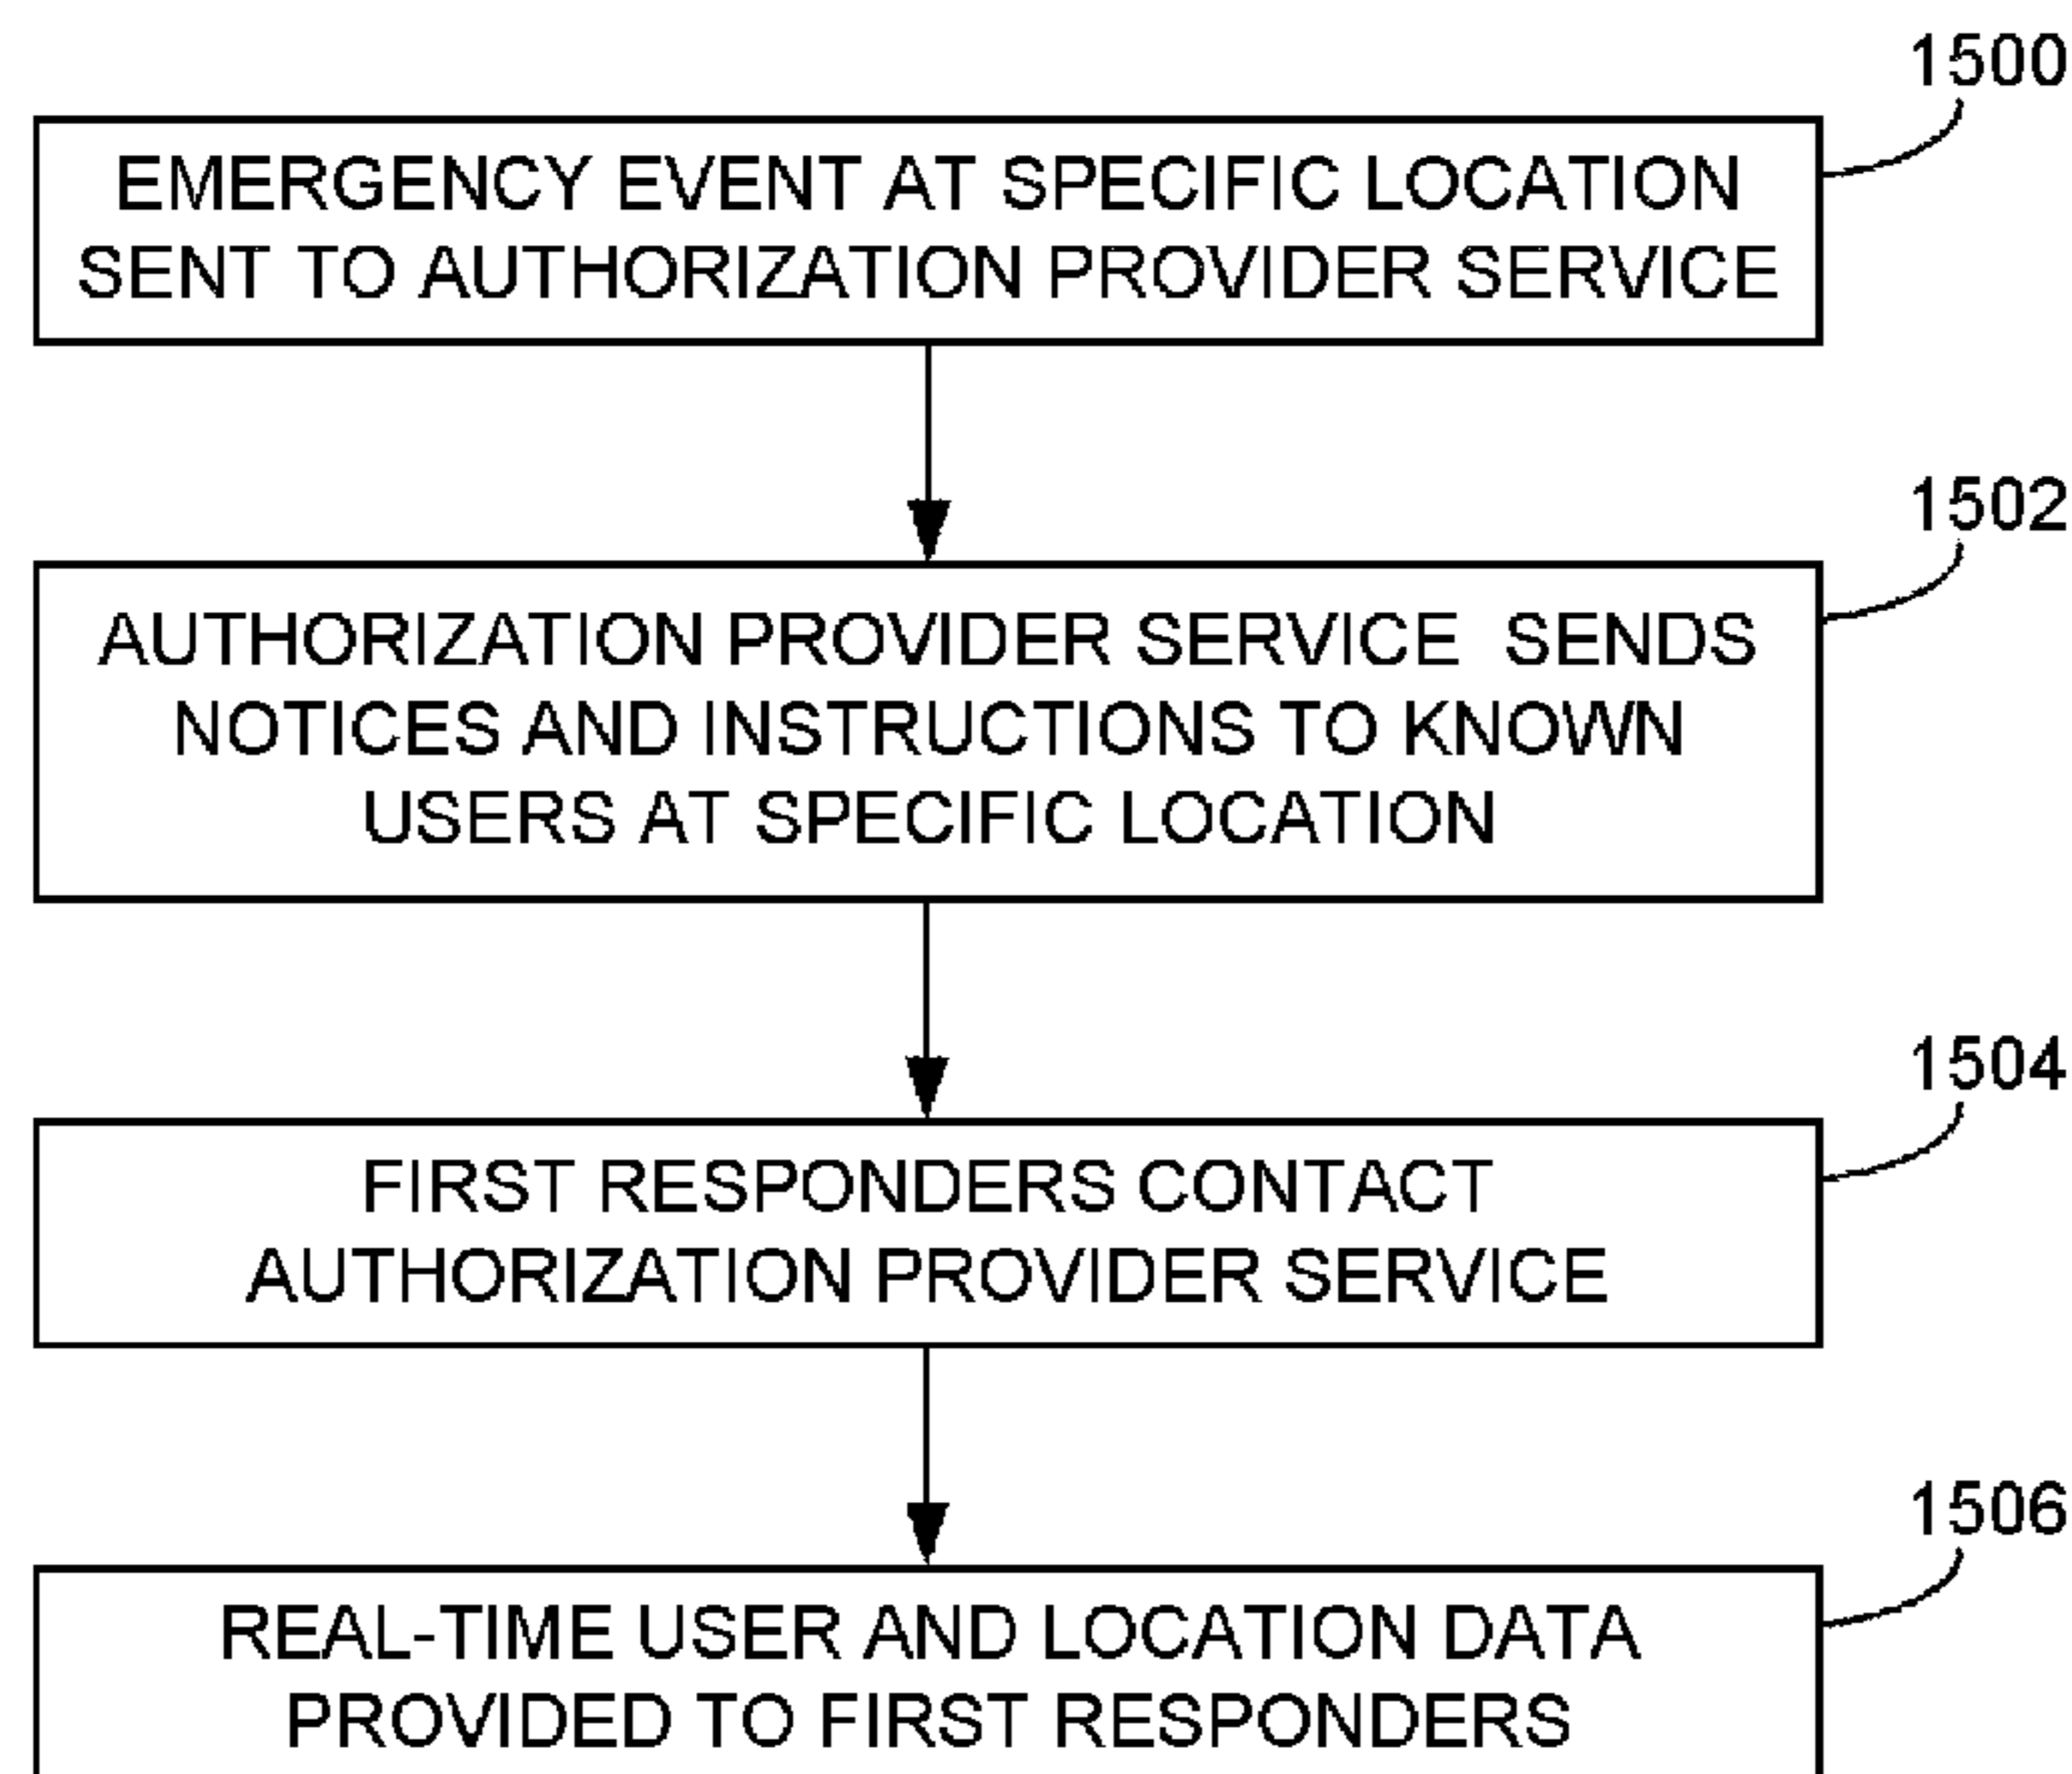 1500
EMERGENCY EVENT AT SPECIFIC LOCATION
SENT TO AUTHORIZATION PROVIDER SERVICE
1502
AUTHORIZATION PROVIDER SERVICE SENDS
NOTICES AND INSTRUCTIONS TO KNOWN
USERS AT SPECIFIC LOCATION
1504
FIRST RESPONDERS CONTACT
AUTHORIZATION PROVIDER SERVICE
1506
REAL-TIME USER AND LOCATION DATA
PROVIDED TO FIRST RESPONDERS